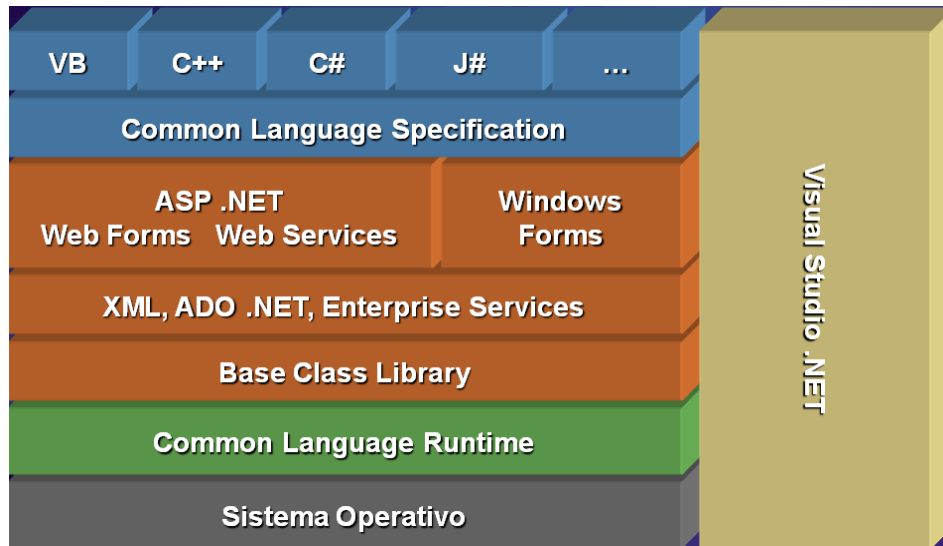 VB
C++
C#
J#
...
Common Language Specification
ASP .NET
Web Forms Web Services
Windows
Forms
XML, ADO .NET, Enterprise Services
Base Class Library
Common Language Runtime
Sistema Operativo
Visual Studio .NET